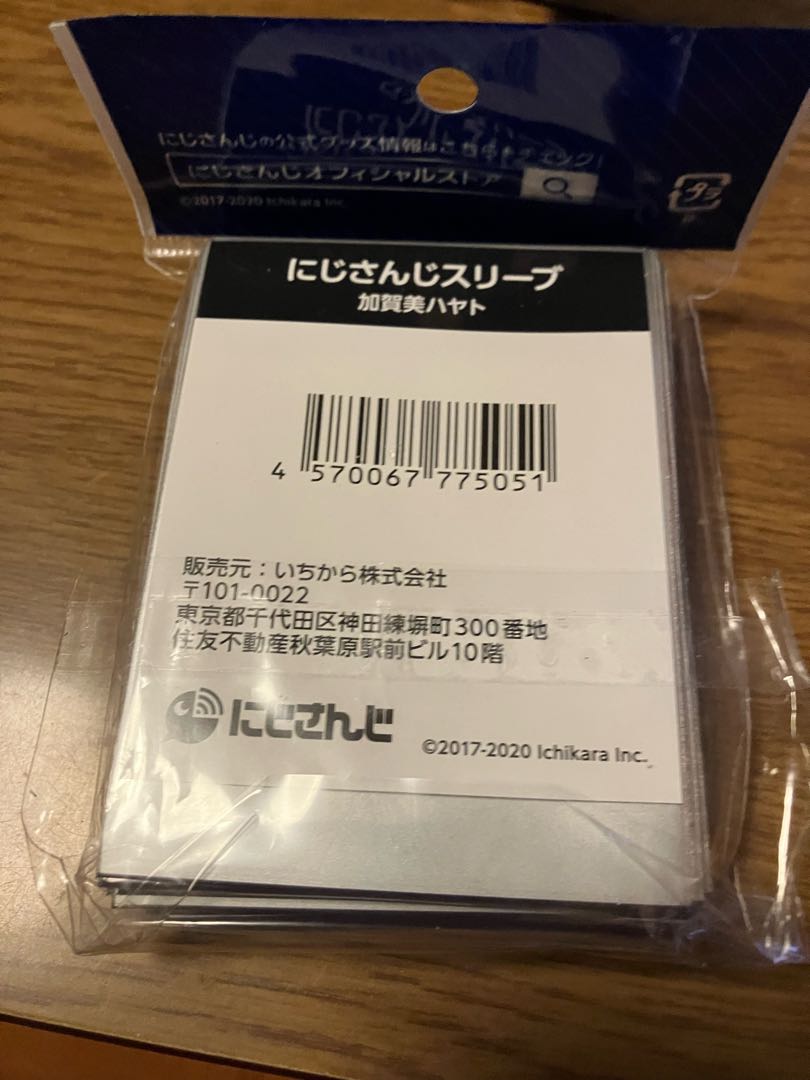 にじさんじの公式グッズ情報はこちらをチェック!
にじさんじオフィシャルストア
©2017-2020 Ichikara Inc.
プラ
にじさんじスリーブ
加賀美ハヤト
4 570067 775051
販売元：いちから株式会社
〒101-0022
東京都千代田区神田練塀町300番地
住友不動産秋葉原駅前ビル10階
にじさんじ
©2017-2020 Ichikara Inc.